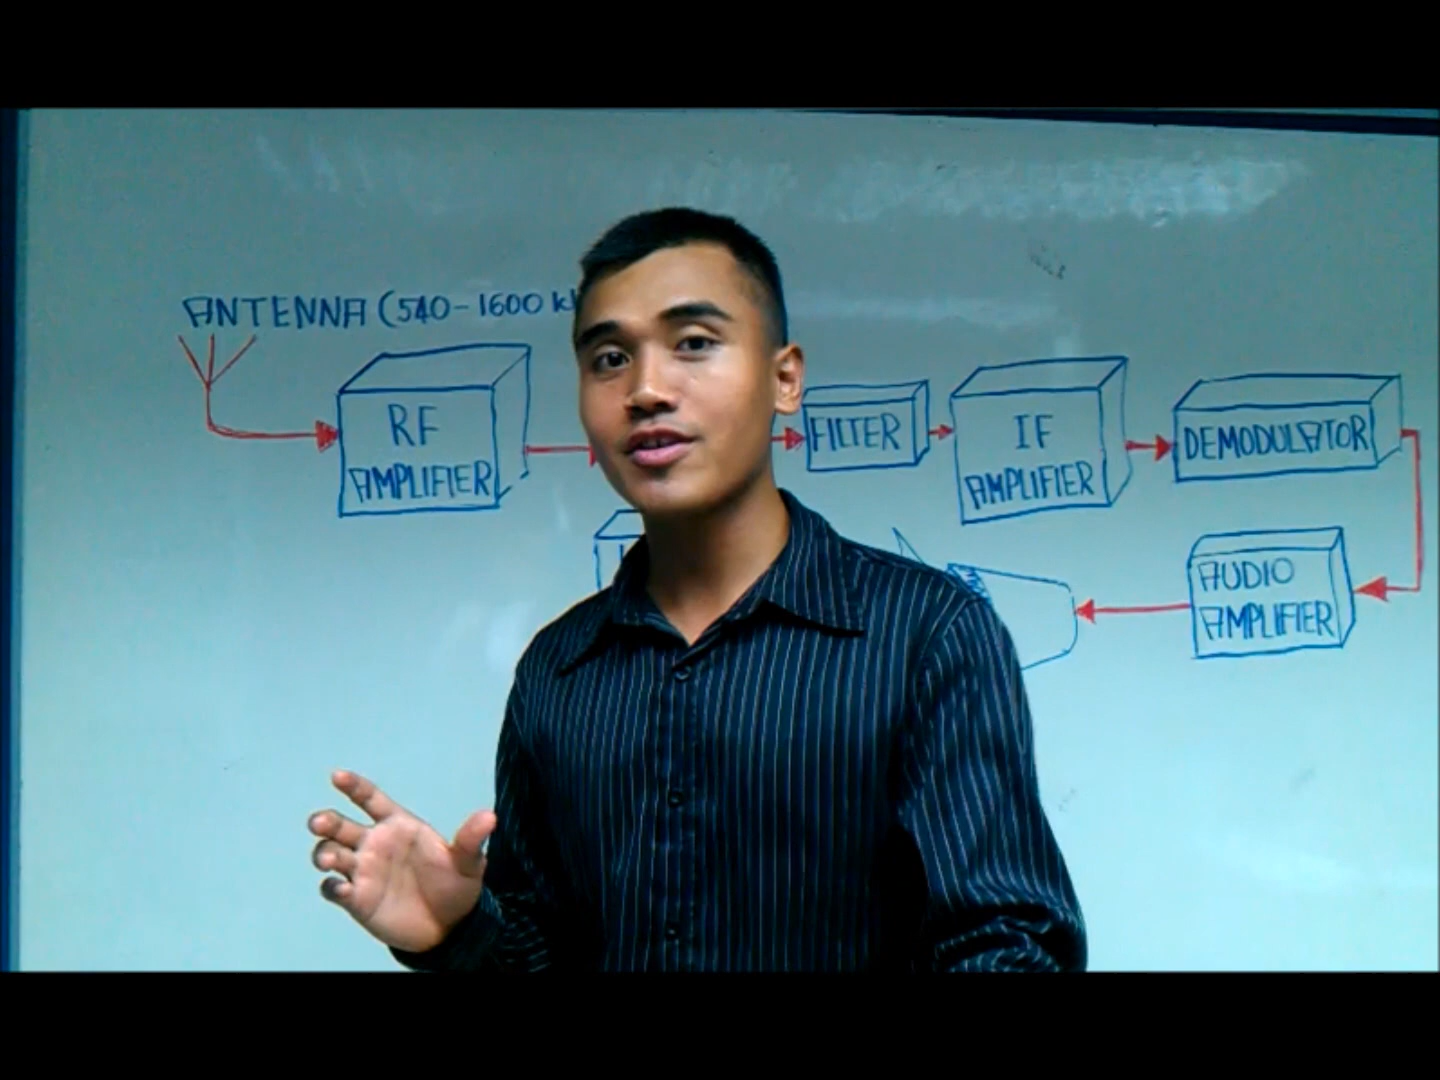 ANTENNA (540-1600 k
RF
AMPLIFIER
FILTER
IF
AMPLIFIER
DEMODULATOR
AUDIO
AMPLIFIER